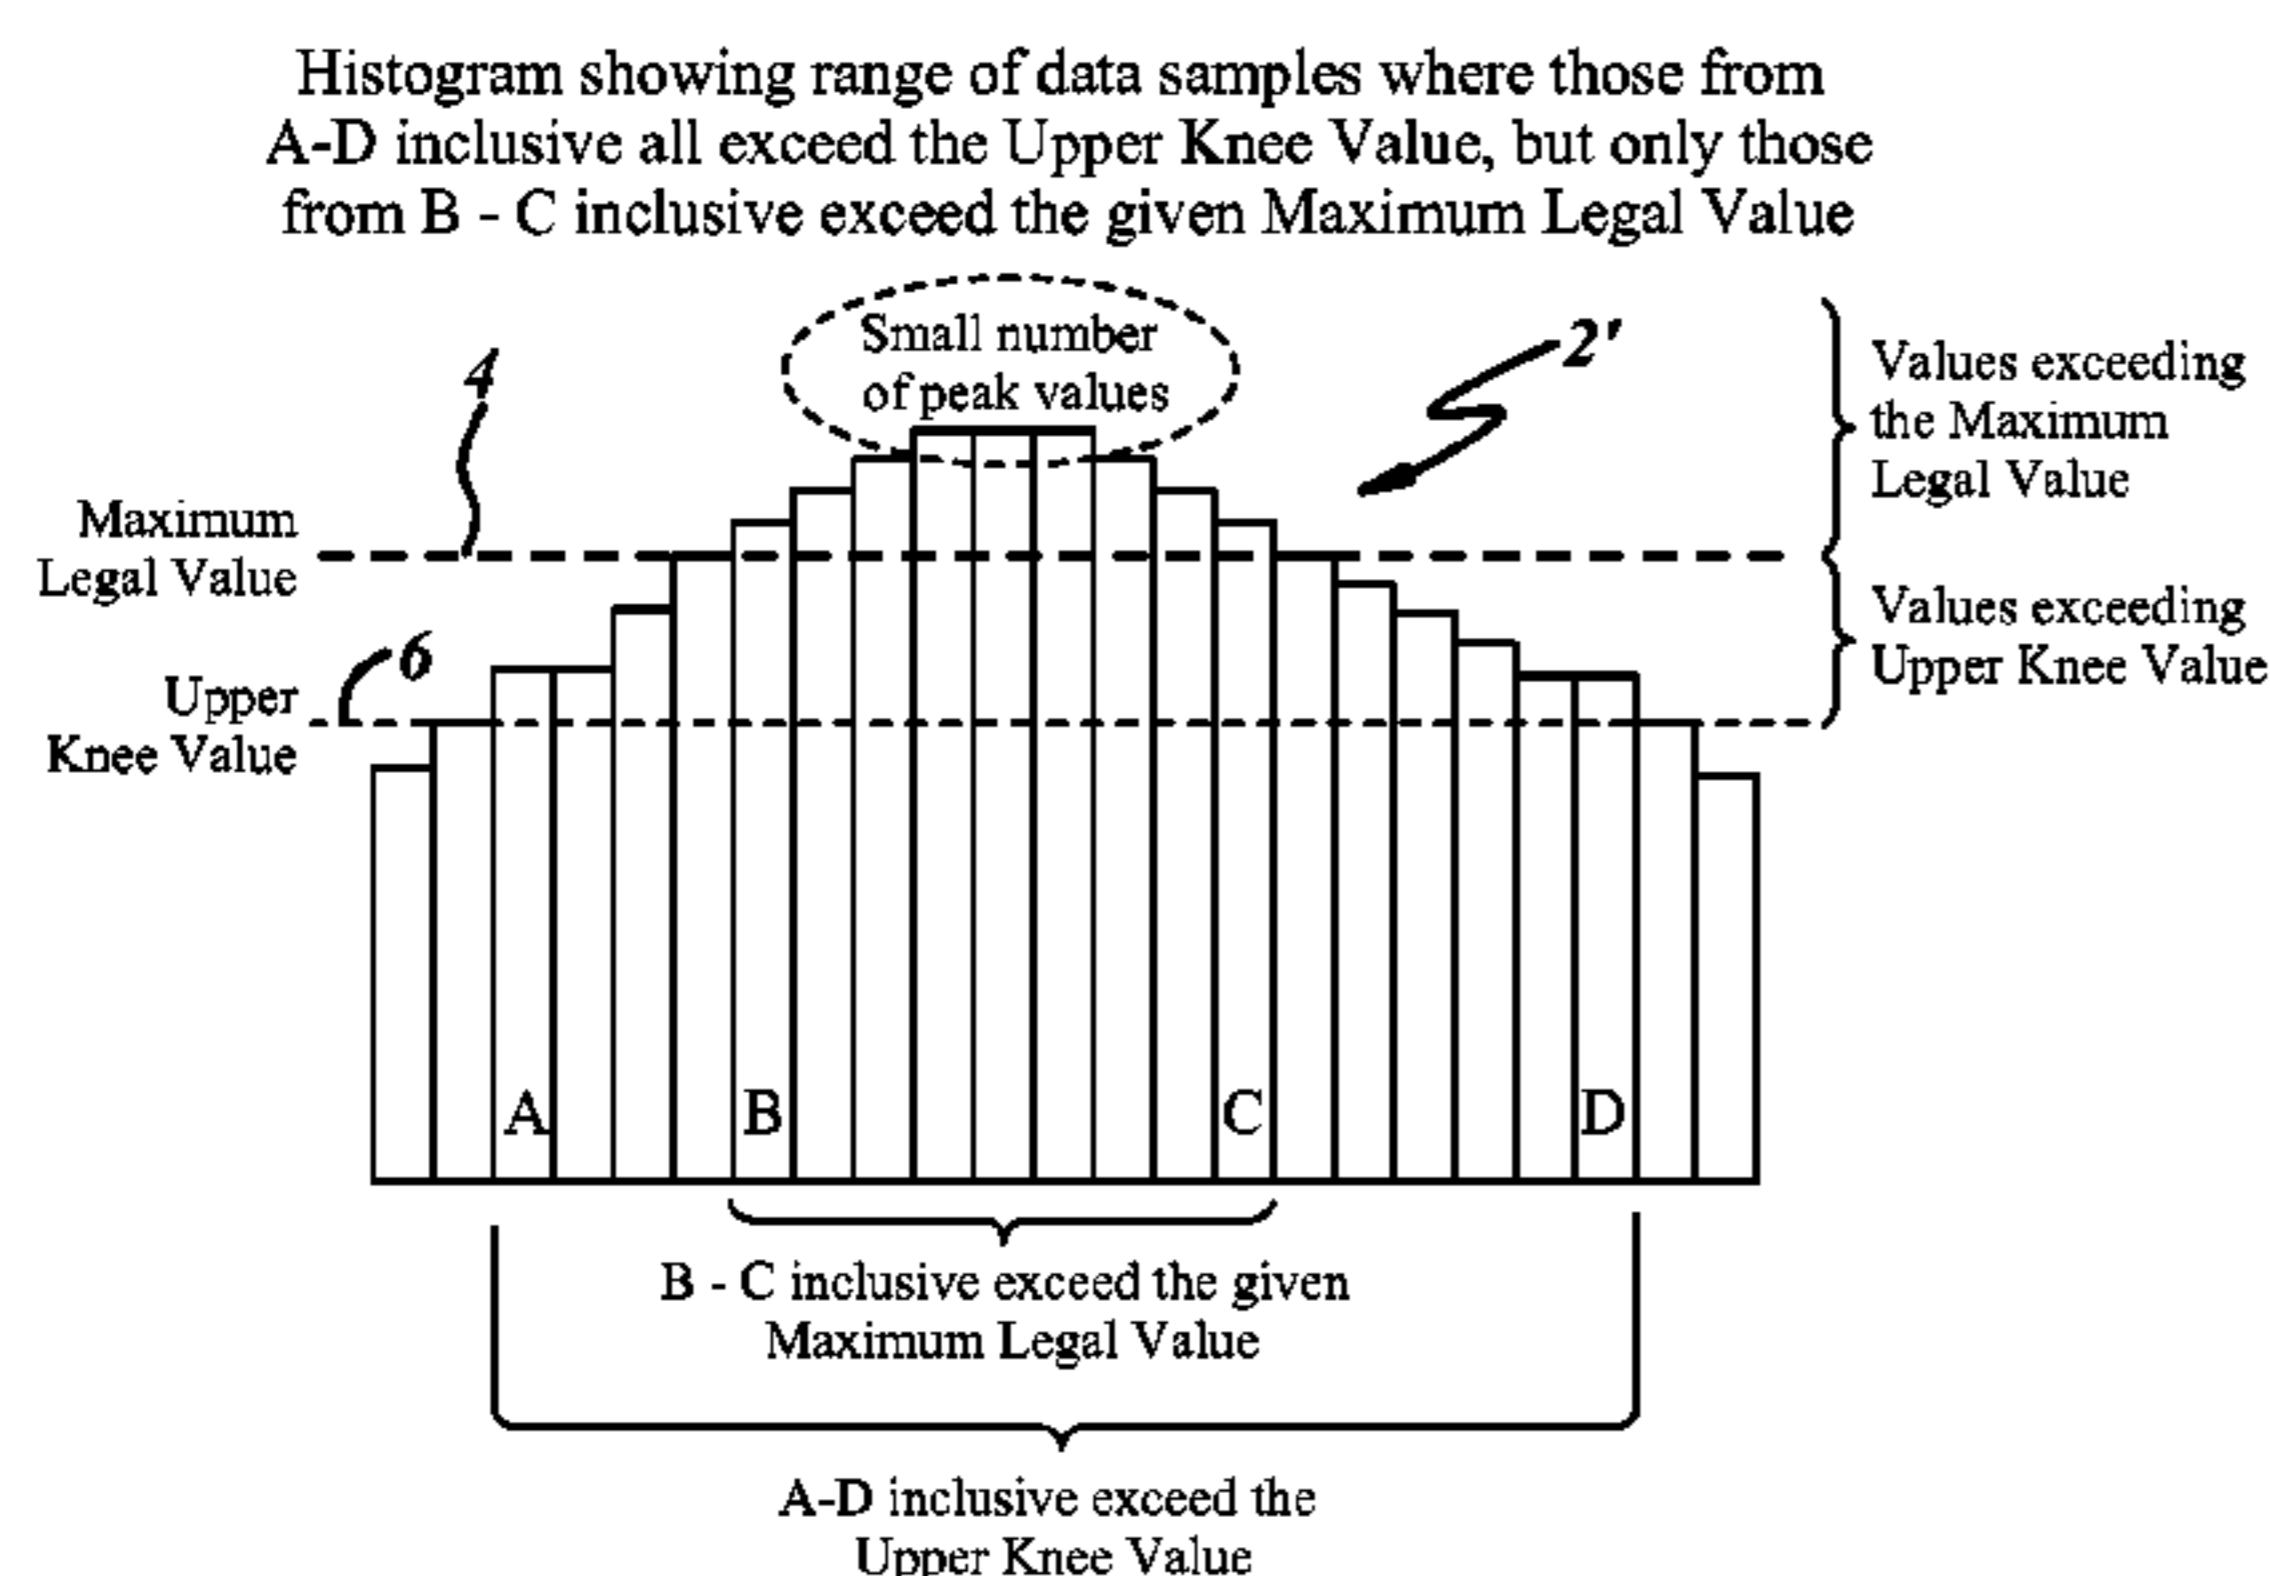 Histogram showing range of data samples where those from
A-D inclusive all exceed the Upper Knee Value, but only those
from B - C inclusive exceed the given Maximum Legal Value
Small number
of peak values
4
2'
Values exceeding
the Maximum
Legal Value
Maximum
Legal Value
Values exceeding
Upper Knee Value
6
Upper
Knee Value
A B C D
B - C inclusive exceed the given
Maximum Legal Value
A-D inclusive exceed the
Upper Knee Value